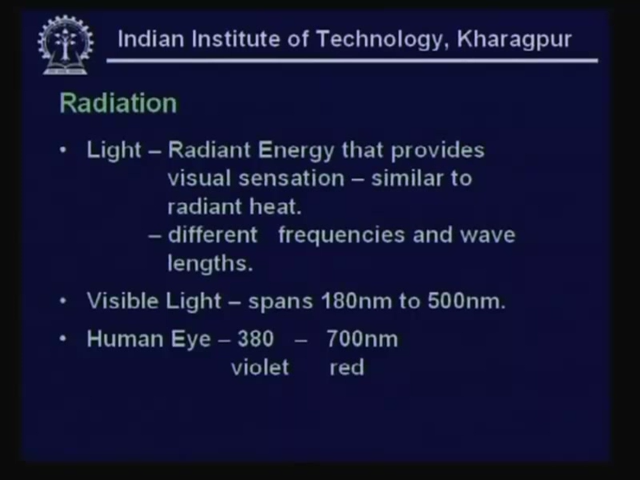 Indian Institute of Technology, Kharagpur
Radiation
• Light – Radiant Energy that provides
visual sensation – similar to
radiant heat.
– different frequencies and wave
lengths.
• Visible Light – spans 180nm to 500nm.
• Human Eye – 380 – 700nm
violet red